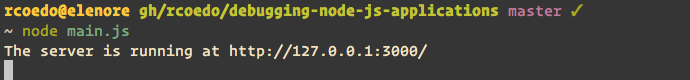 rcoedo@elenore gh/rcoedo/debugging-node-js-applications master ✓
~ node main.js
The server is running at http://127.0.0.1:3000/